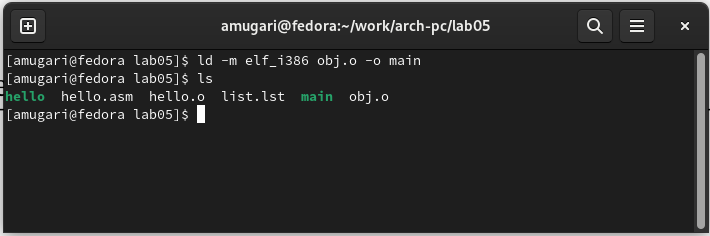 amugari@fedora:~/work/arch-pc/lab05
[amugari@fedora lab05]$ ld -m elf_i386 obj.o -o main
[amugari@fedora lab05]$ ls
hello  hello.asm  hello.o  list.lst  main  obj.o
[amugari@fedora lab05]$